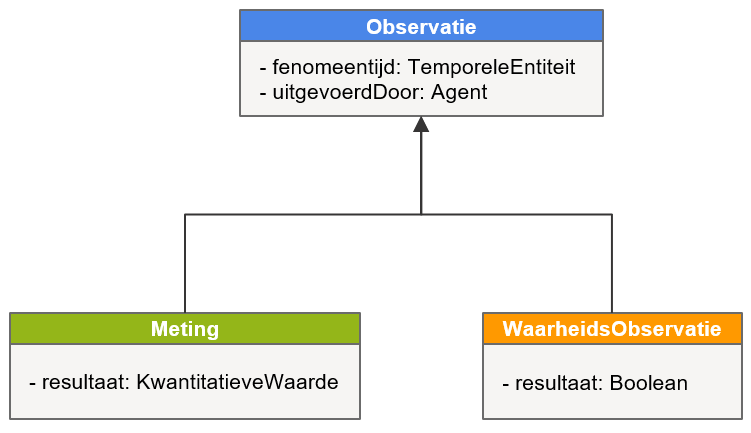 Observatie
- fenomeentijd: TemporeleEntiteit
- uitgevoerdDoor: Agent
Meting
- resultaat: KwantitatieveWaarde
WaarheidsObservatie
- resultaat: Boolean